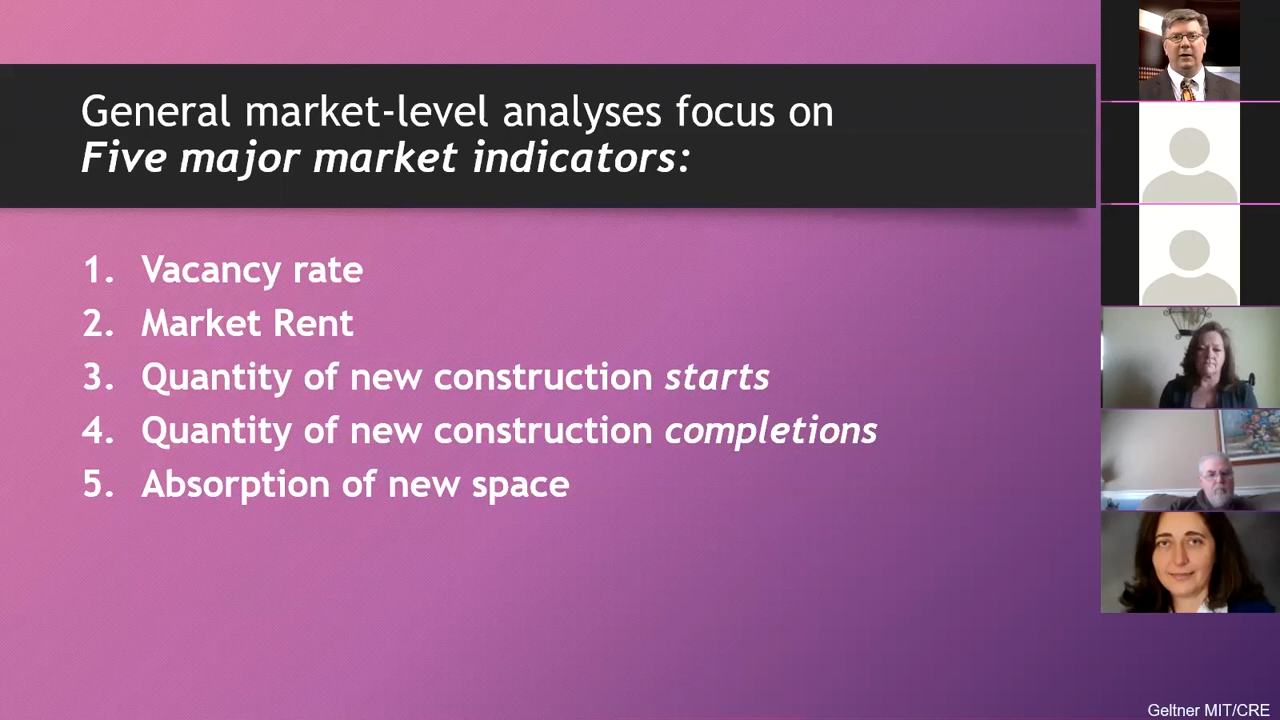 General market-level analyses focus on
Five major market indicators:
1. Vacancy rate
2. Market Rent
3. Quantity of new construction starts
4. Quantity of new construction completions
5. Absorption of new space
Geltner MIT/CRE